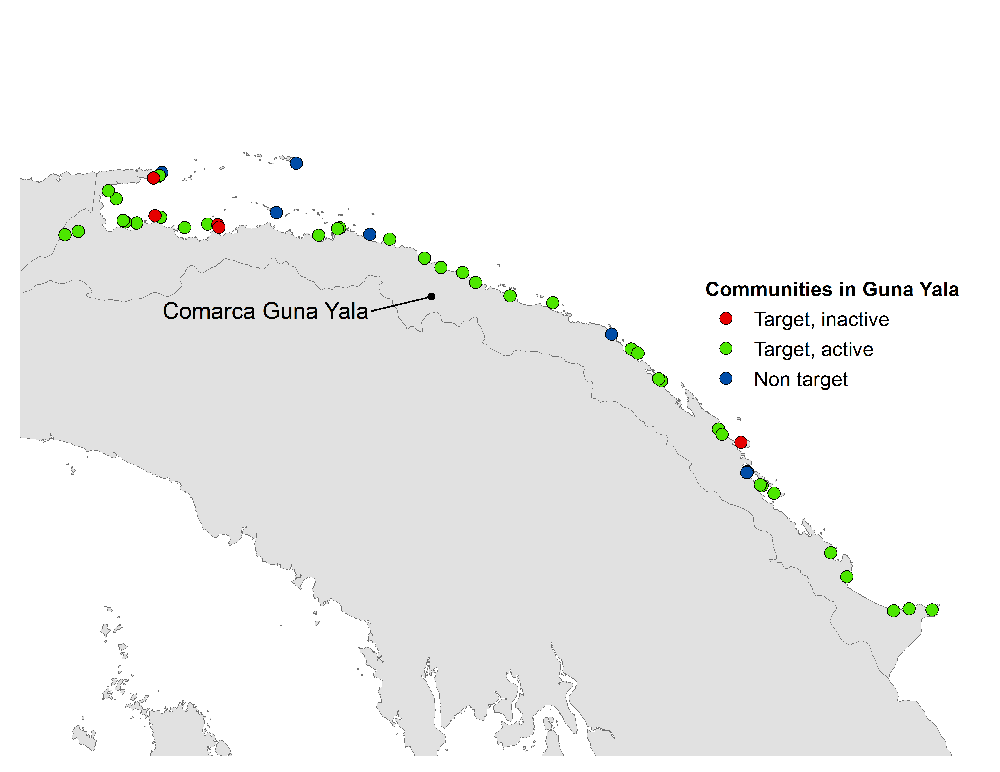 Communities in Guna Yala
Comarca Guna Yala
Target, inactive
Target, active
Non target